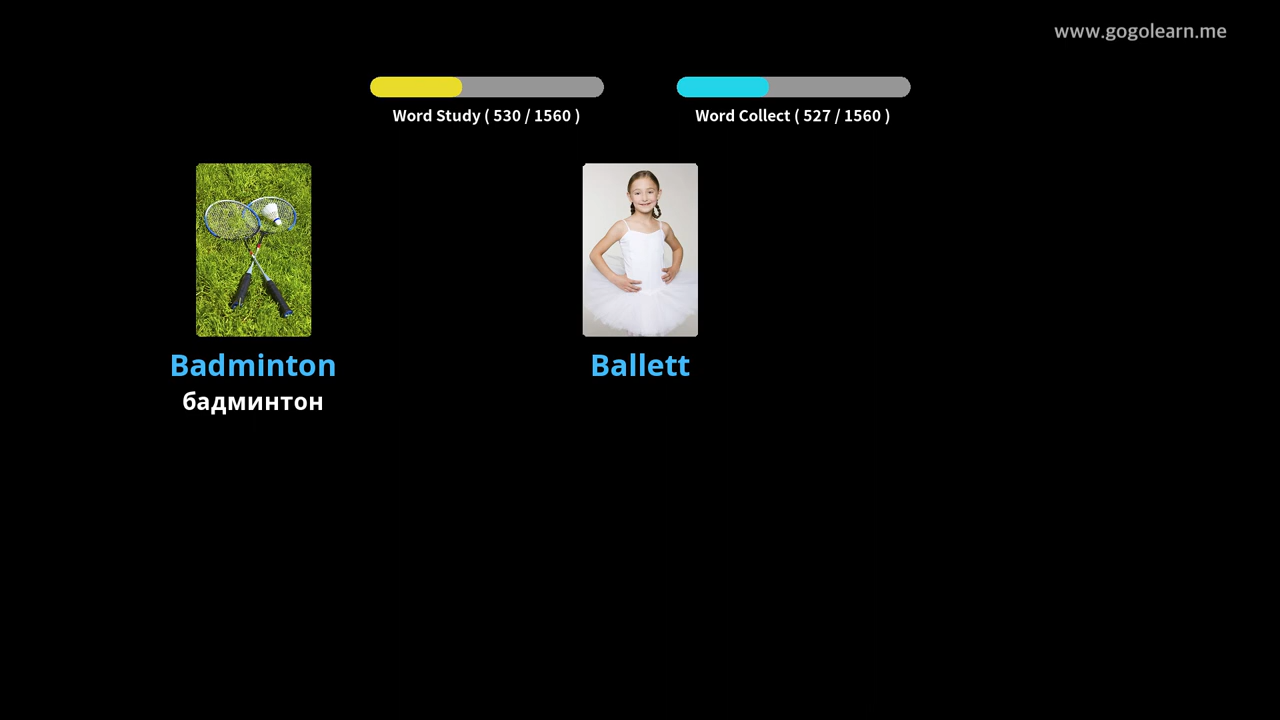 www.gogolearn.me
Word Study ( 530 / 1560 )
Word Collect ( 527 / 1560 )
Badminton
бадминтон
Ballett